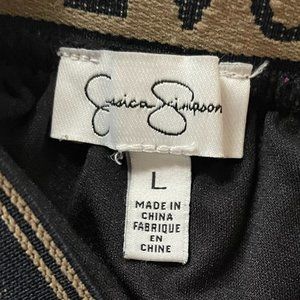 Jessica Simpson
L
MADE IN
CHINA
FABRIQUE
EN
CHINE